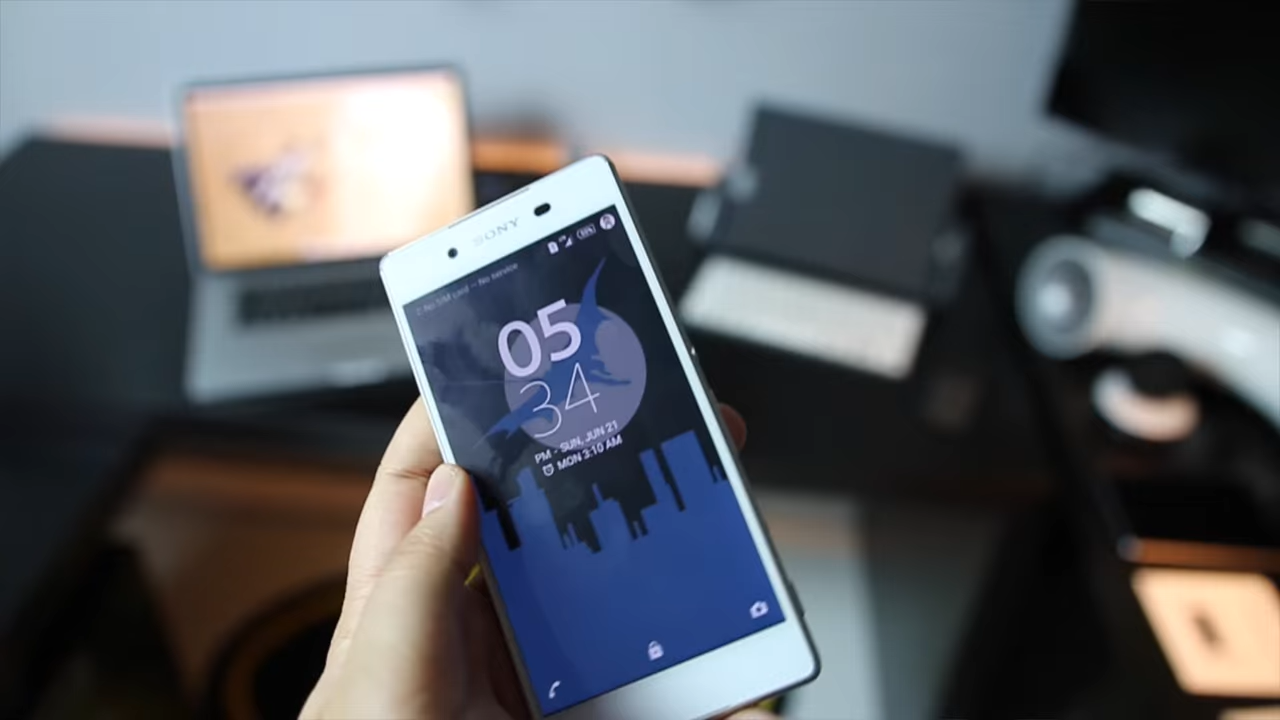 SONY
No SIM card — No service
05
34
PM - SUN, JUN 21
MON 3:10 AM